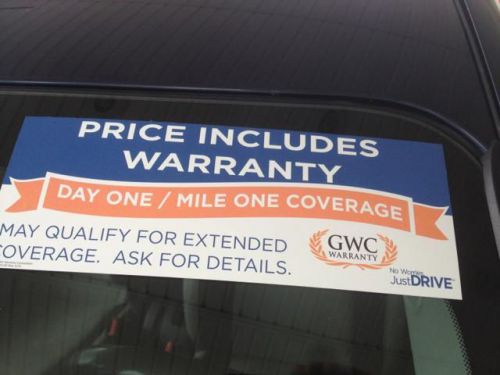 PRICE INCLUDES
WARRANTY
DAY ONE / MILE ONE COVERAGE
MAY QUALIFY FOR EXTENDED
COVERAGE. ASK FOR DETAILS.
GWC
WARRANTY
No Worries.
JustDRIVE